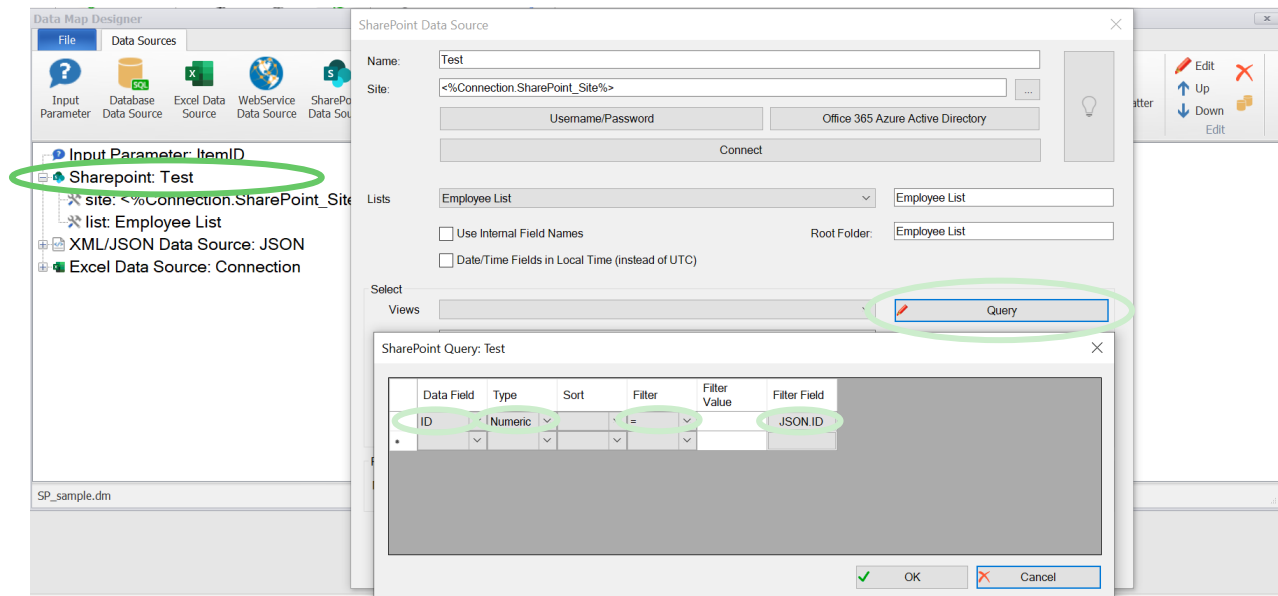 Data Map Designer
File
Data Sources
Input Parameter
Database Data Source
Excel Data Source
WebService Data Source
Edit
Up
Down
Edit
Input Parameter: ItemID
Sharepoint: Test
site: <%Connection.SharePoint_Site
list: Employee List
XML/JSON Data Source: JSON
Excel Data Source: Connection
SP_sample.dm
SharePoint Data Source
Name: Test
Site: <%Connection.SharePoint_Site%> ...
Username/Password Office 365 Azure Active Directory
Connect
Lists Employee List Employee List
Use Internal Field Names Root Folder: Employee List
Date/Time Fields in Local Time (instead of UTC)
Select
Views Query
SharePoint Query: Test
Data Field Type Sort Filter Filter Value Filter Field
ID Numeric = JSON.ID
OK Cancel